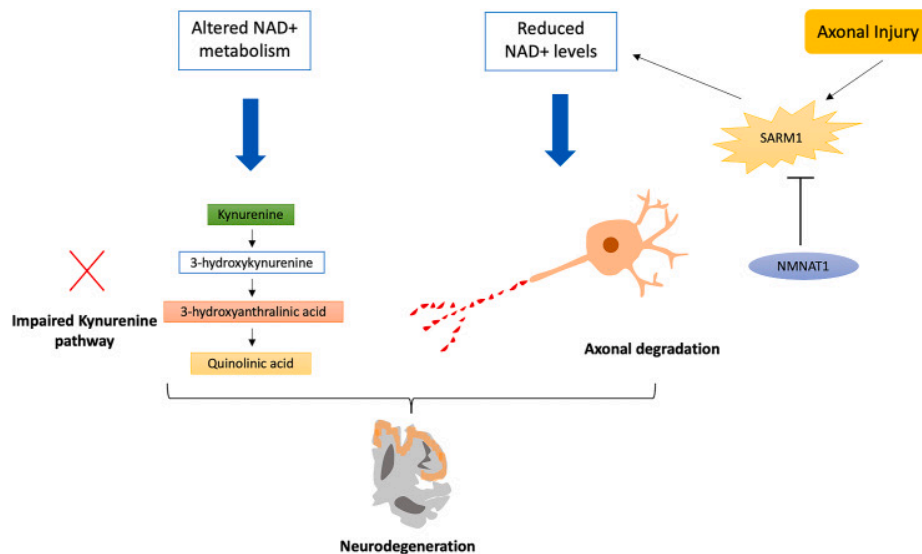 Altered NAD+
metabolism
Reduced
NAD+ levels
Axonal Injury
SARM1
NMNAT1
Kynurenine
3-hydroxykynurenine
3-hydroxyanthralinic acid
Quinolinic acid
Impaired Kynurenine
pathway
Axonal degradation
Neurodegeneration